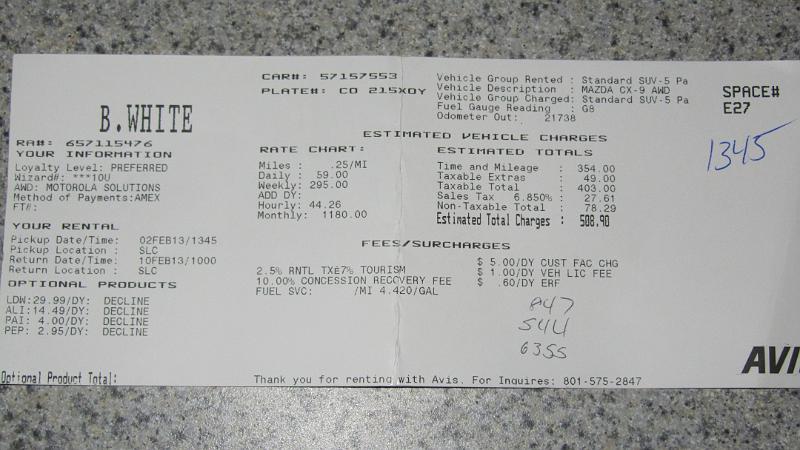 B.WHITE
CAR#: 57157553
PLATE#: CO 215XOY
Vehicle Group Rented : Standard SUV-5 Pa
Vehicle Description : MAZDA CX-9 AWD
Vehicle Group Charged: Standard SUV-5 Pa
Fuel Gauge Reading : G8
Odometer Out: 21738
SPACE#
E27
1345
RA#: 657115476
YOUR INFORMATION
Loyalty Level: PREFERRED
Wizard#: ***10U
AWD: MOTOROLA SOLUTIONS
Method of Payments:AMEX
FT#:
YOUR RENTAL
Pickup Date/Time: 02FEB13/1345
Pickup Location : SLC
Return Date/Time: 10FEB13/1000
Return Location : SLC
OPTIONAL PRODUCTS
LDW:29.99/DY: DECLINE
ALI:14.49/DY: DECLINE
PAI: 4.00/DY: DECLINE
PEP: 2.95/DY: DECLINE
Optional Product Total:
ESTIMATED VEHICLE CHARGES
RATE CHART:
Miles : .25/MI
Daily : 59.00
Weekly: 295.00
ADD DY:
Hourly: 44.26
Monthly: 1180.00
ESTIMATED TOTALS
Time and Mileage : 354.00
Taxable Extras : 49.00
Taxable Total : 403.00
Sales Tax 6.850% : 27.61
Non-Taxable Total : 78.29
Estimated Total Charges : 508.90
FEES/SURCHARGES
2.5% RNTL TX&7% TOURISM
10.00% CONCESSION RECOVERY FEE
FUEL SVC: /MI 4.420/GAL
$ 5.00/DY CUST FAC CHG
$ 1.00/DY VEH LIC FEE
$ .60/DY ERF
847
544
6355
Thank you for renting with Avis. For Inquires: 801-575-2847